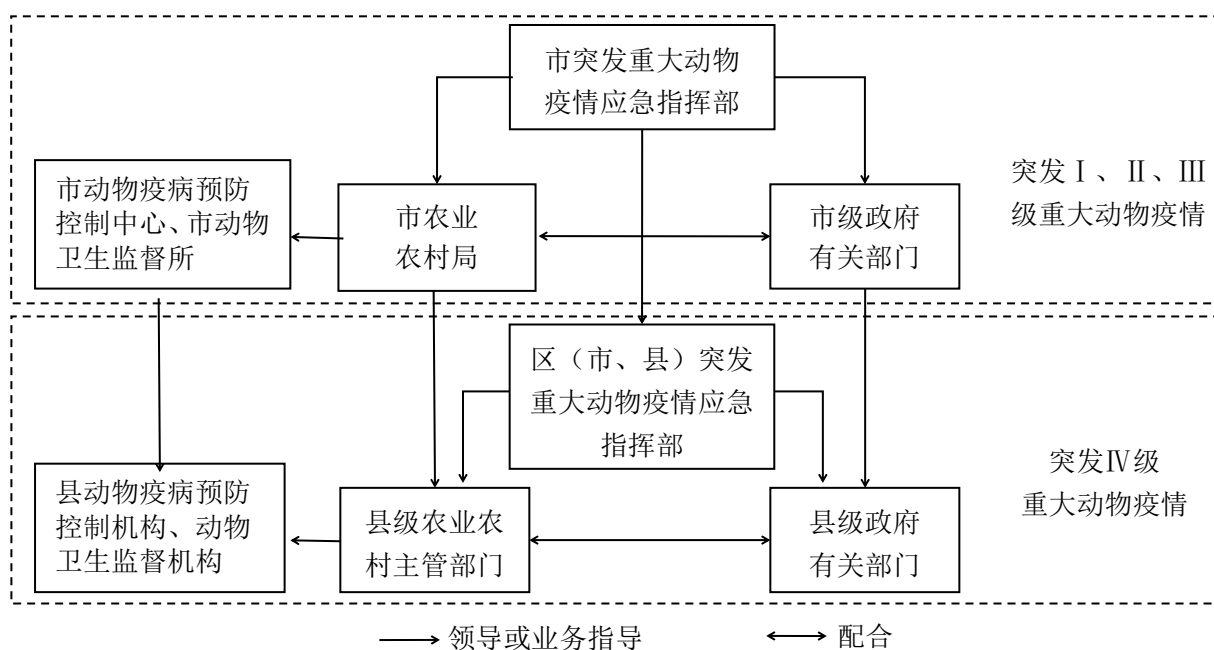 市突发重大动物
疫情应急指挥部
突发Ⅰ、Ⅱ、Ⅲ
级重大动物疫情
市动物疫病预防
控制中心、市动物
卫生监督所
市农业
农村局
市级政府
有关部门
区（市、县）突发
重大动物疫情应急
指挥部
突发Ⅳ级
重大动物疫情
县动物疫病预防
控制机构、动物
卫生监督机构
县级农业农
村主管部门
县级政府
有关部门
领导或业务指导
配合